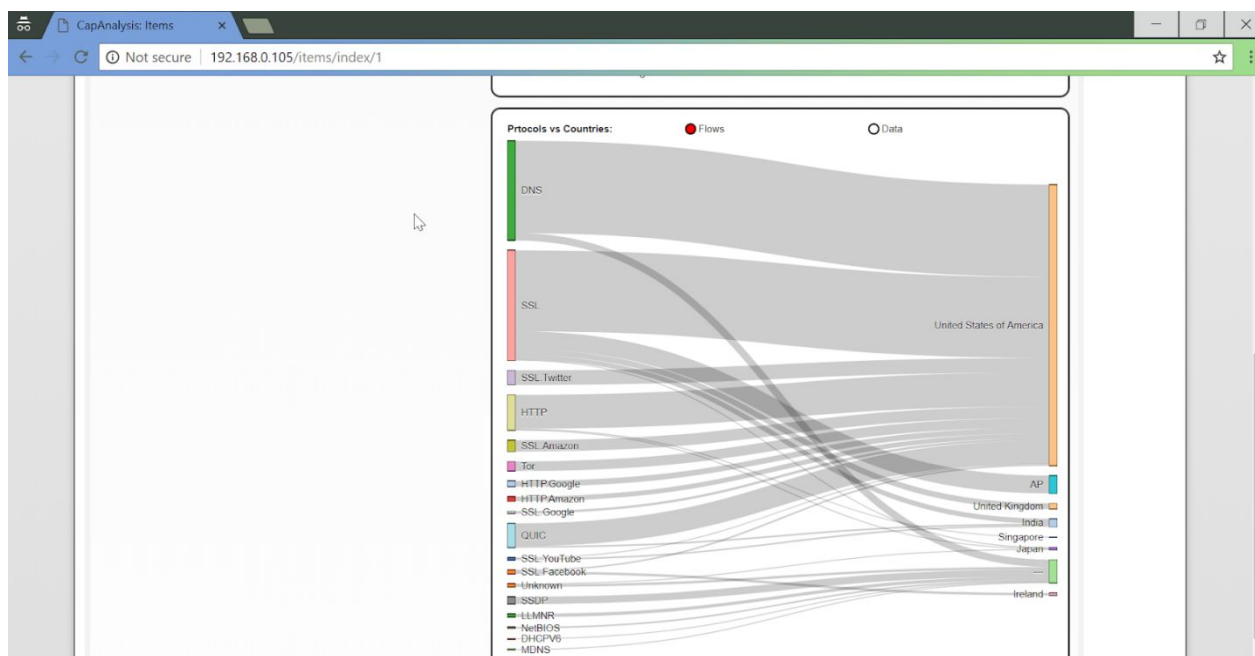 CapAnalysis: Items
Not secure 192.168.0.105/items/index/1
Prtocols vs Countries: Flows Data
DNS
SSL
United States of America
SSL.Twitter
HTTP
SSL.Amazon
Tor
HTTP.Google
AP
HTTP.Amazon
United Kingdom
SSL.Google
India
QUIC
Singapore
Japan
SSL.YouTube
SSL.Facebook
Unknown
Ireland
SSDP
LLMNR
NetBIOS
DHCPV6
MDNS